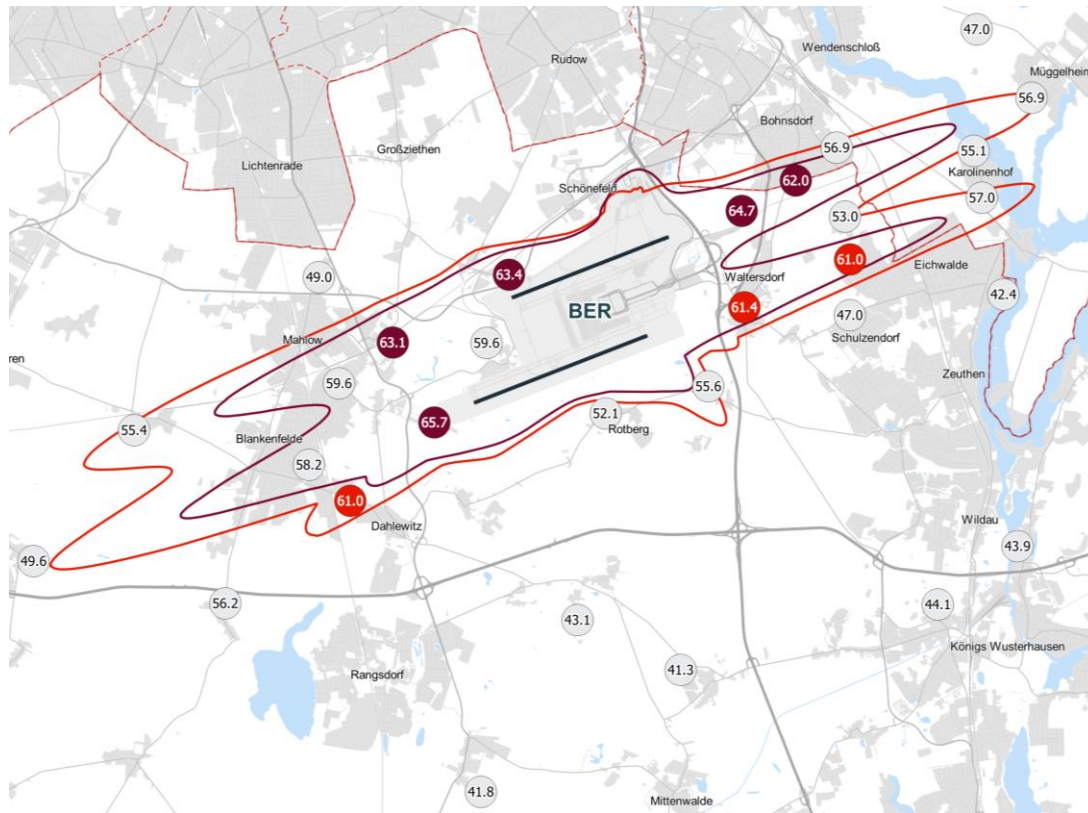 47.0
Wendenschloß
Rudow
Müggelheim
56.9
Bohnsdorf
Großziethen
56.9
55.1
Lichtenrade
Karolinenhof
62.0
Schönefeld
57.0
64.7
53.0
61.0
Eichwalde
49.0
63.4
Waltersdorf
42.4
61.4
BER
47.0
Schulzendorf
Mahlow
63.1
59.6
ren
Zeuthen
59.6
55.6
52.1
65.7
55.4
Rotberg
Blankenfelde
58.2
61.0
Dahlewitz
Wildau
43.9
49.6
56.2
44.1
43.1
Königs Wusterhausen
41.3
Rangsdorf
41.8
Mittenwalde